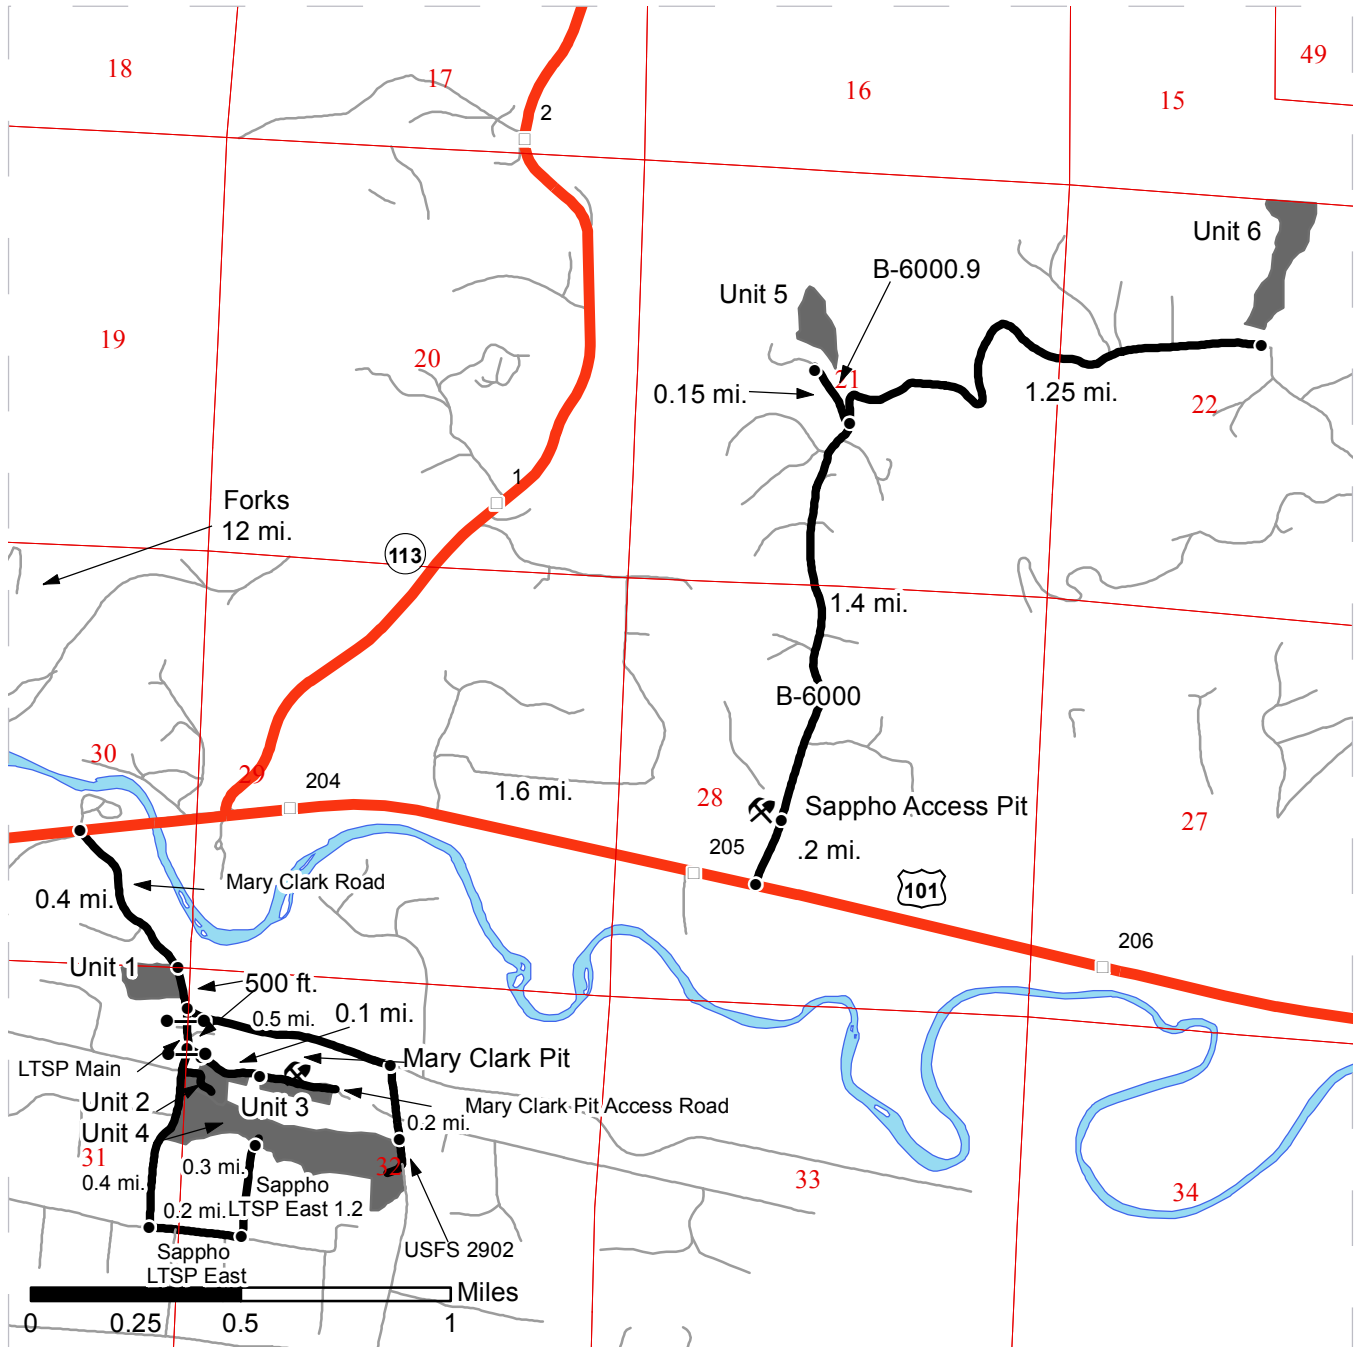 18
17
16
15
49
2
Unit 6
B-6000.9
Unit 5
19
20
21
0.15 mi.
1.25 mi.
22
1
Forks
12 mi.
113
1.4 mi.
B-6000
30
29
204
1.6 mi.
28
Sappho Access Pit
27
205
.2 mi.
101
Mary Clark Road
0.4 mi.
206
Unit 1
500 ft.
0.5 mi.
0.1 mi.
LTSP Main
Mary Clark Pit
Unit 2
Unit 3
Mary Clark Pit Access Road
0.2 mi.
Unit 4
31
0.3 mi.
32
33
34
0.4 mi.
Sappho
LTSP East 1.2
0.2 mi.
Sappho
LTSP East
USFS 2902
Miles
0
0.25
0.5
1